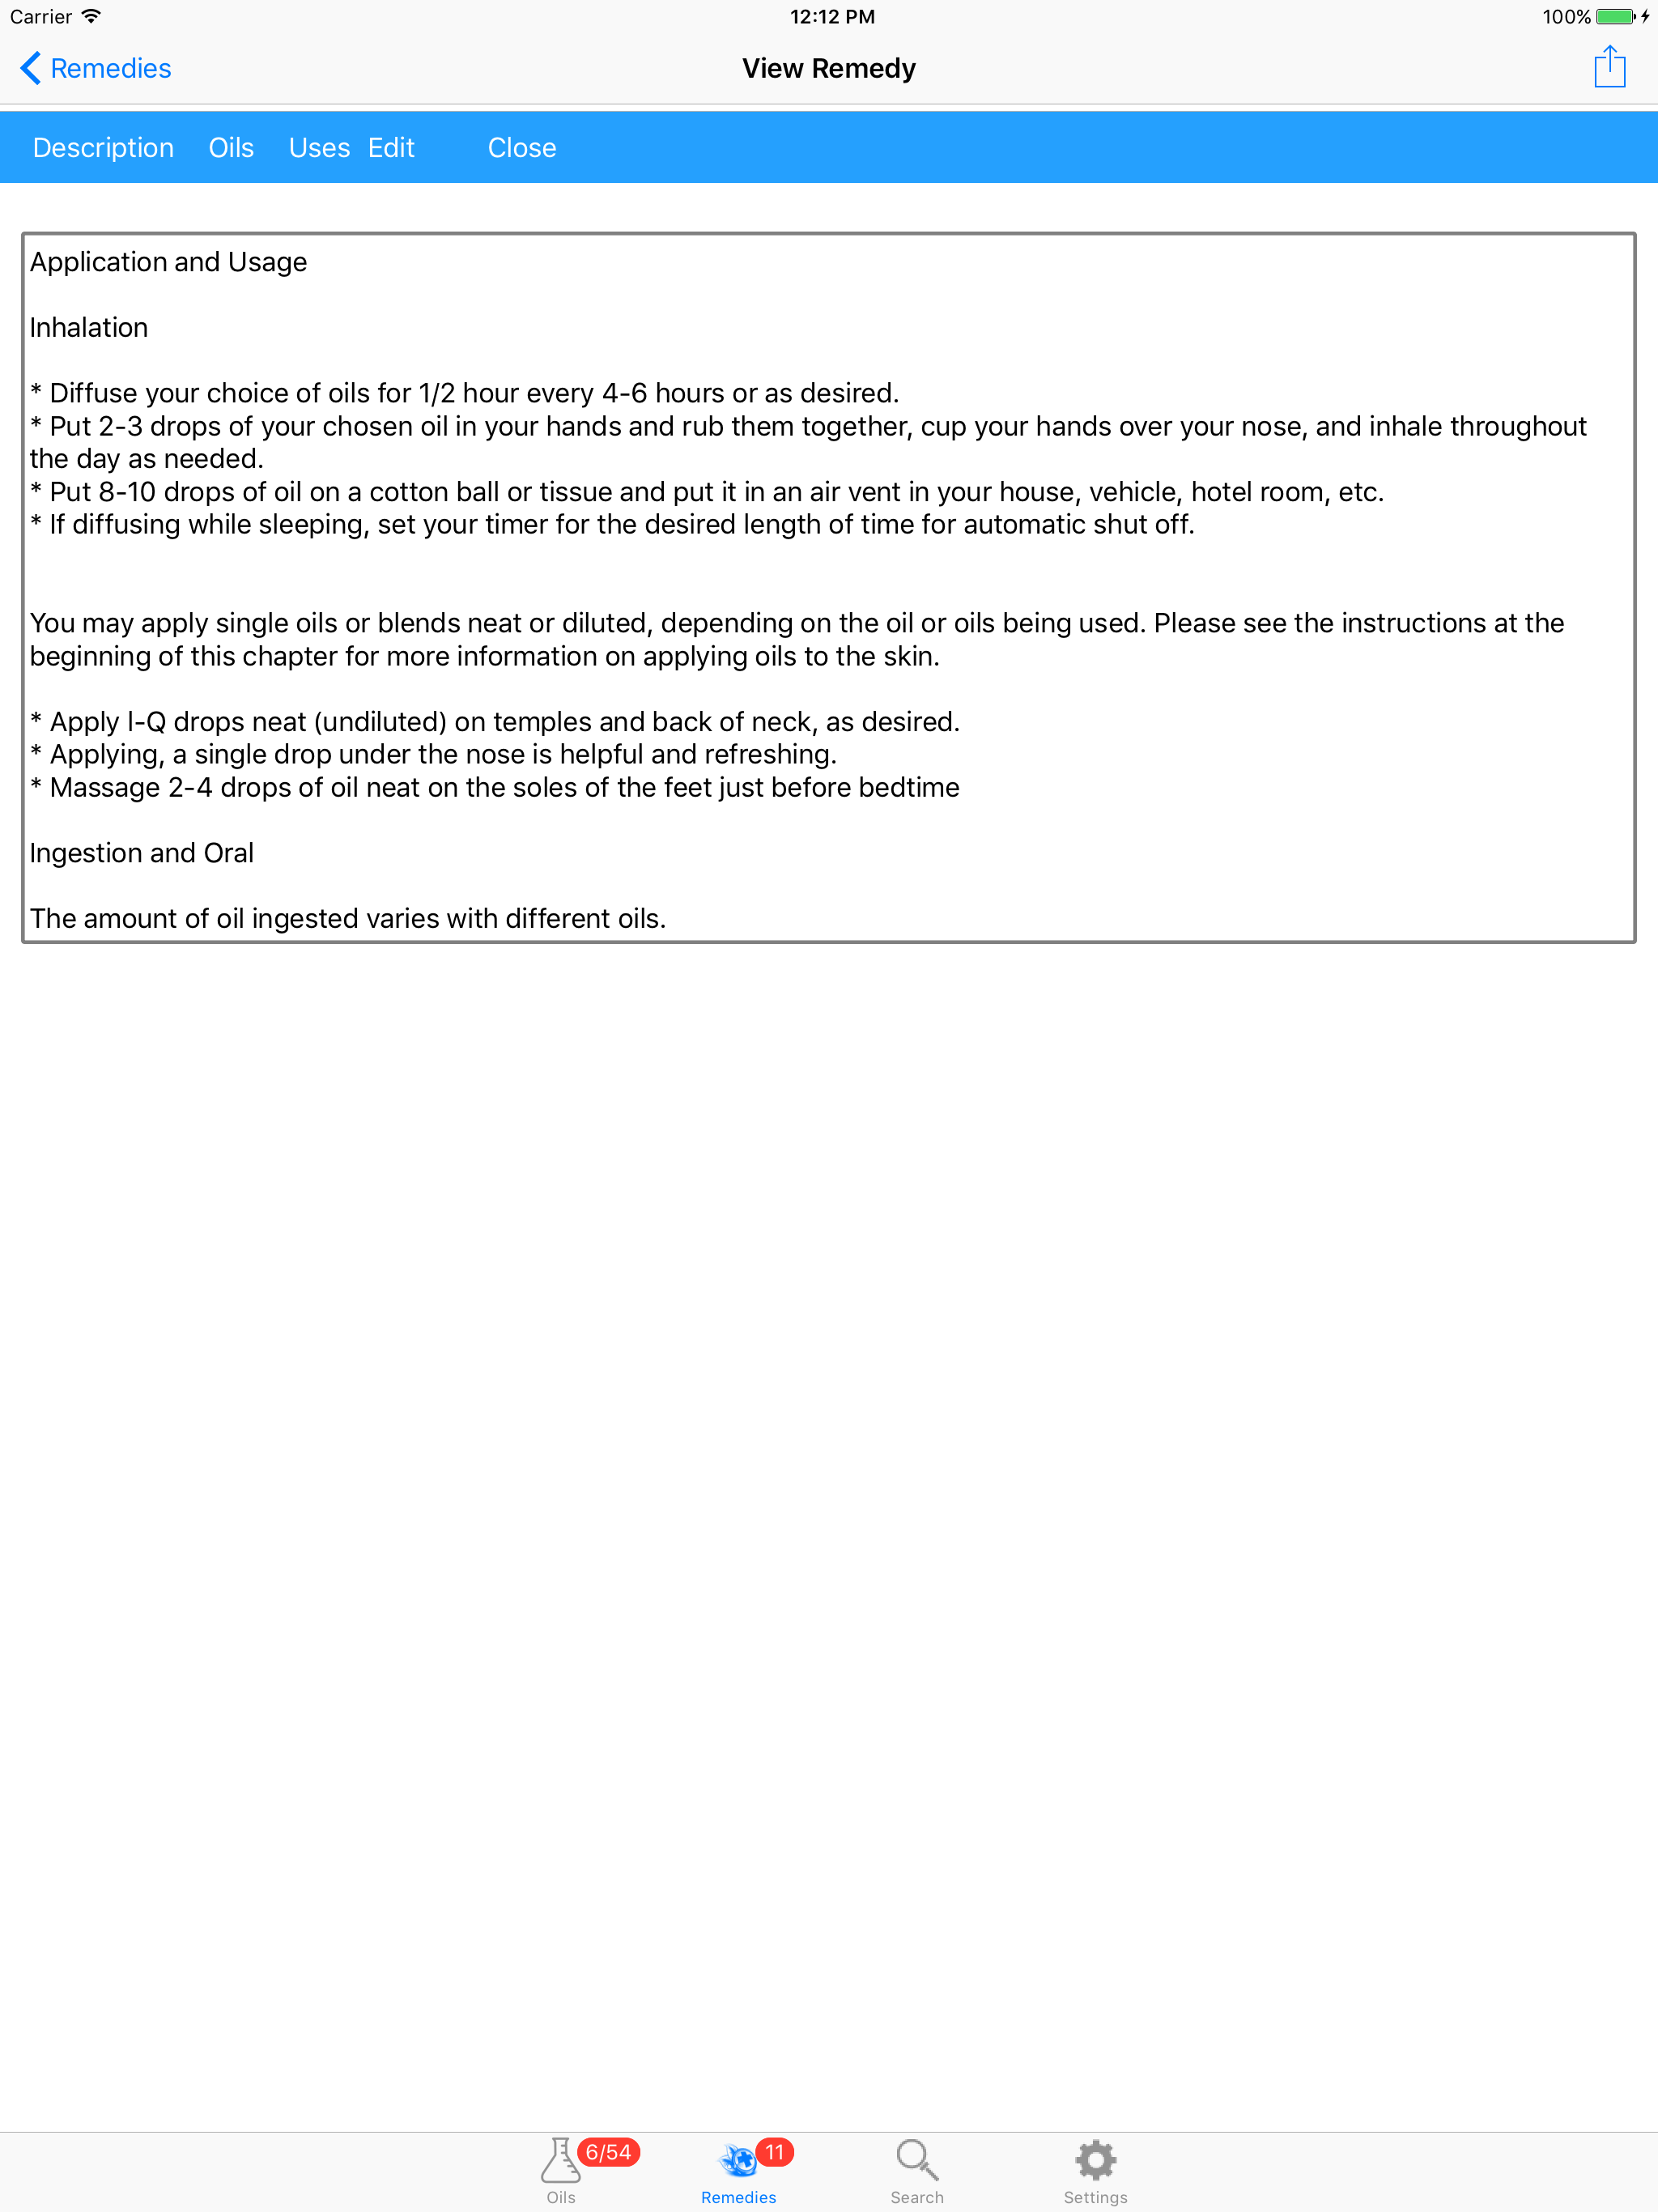 Carrier
12:12 PM
100%
Remedies
View Remedy
Description Oils Uses Edit Close
Application and Usage
Inhalation
* Diffuse your choice of oils for 1/2 hour every 4-6 hours or as desired.
* Put 2-3 drops of your chosen oil in your hands and rub them together, cup your hands over your nose, and inhale throughout
the day as needed.
* Put 8-10 drops of oil on a cotton ball or tissue and put it in an air vent in your house, vehicle, hotel room, etc.
* If diffusing while sleeping, set your timer for the desired length of time for automatic shut off.
You may apply single oils or blends neat or diluted, depending on the oil or oils being used. Please see the instructions at the
beginning of this chapter for more information on applying oils to the skin.
* Apply l-Q drops neat (undiluted) on temples and back of neck, as desired.
* Applying, a single drop under the nose is helpful and refreshing.
* Massage 2-4 drops of oil neat on the soles of the feet just before bedtime
Ingestion and Oral
The amount of oil ingested varies with different oils.
6/54
11
Oils
Remedies
Search
Settings